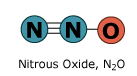 N N O
Nitrous Oxide, N₂O